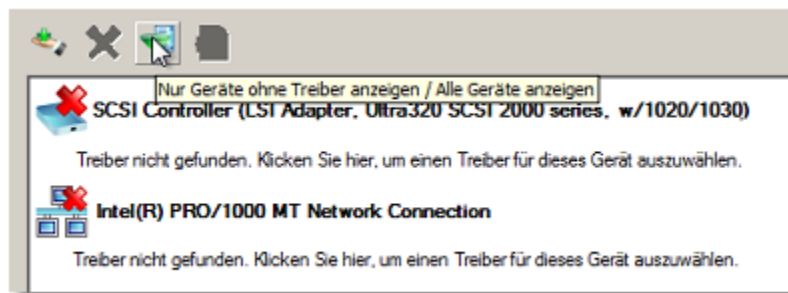 Nur Geräte ohne Treiber anzeigen / Alle Geräte anzeigen
SCSI Controller (LSI Adapter, Ultra320 SCSI 2000 series, w/1020/1030)
Treiber nicht gefunden. Klicken Sie hier, um einen Treiber für dieses Gerät auszuwählen.
Intel(R) PRO/1000 MT Network Connection
Treiber nicht gefunden. Klicken Sie hier, um einen Treiber für dieses Gerät auszuwählen.